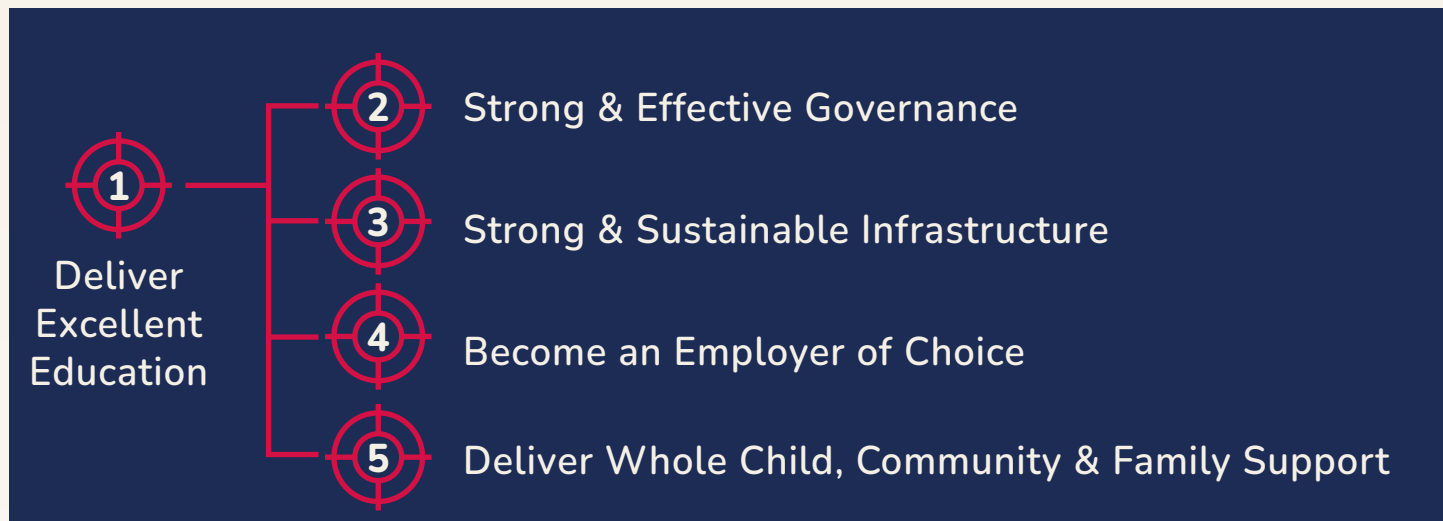 1
Deliver
Excellent
Education
2 Strong & Effective Governance
3 Strong & Sustainable Infrastructure
4 Become an Employer of Choice
5 Deliver Whole Child, Community & Family Support